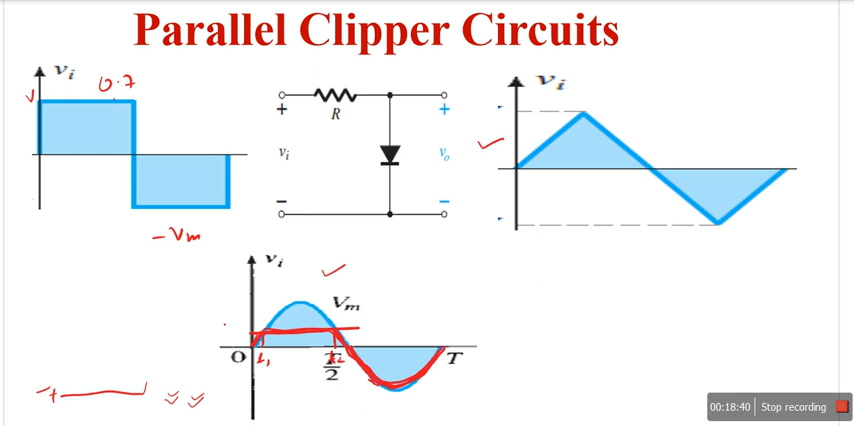 Parallel Clipper Circuits
vi
0.7
V
+
R
+
vi
vo
−
−
vi
−Vm
vi
Vm
O
t1
t2
T/2
T
00:18:40 Stop recording